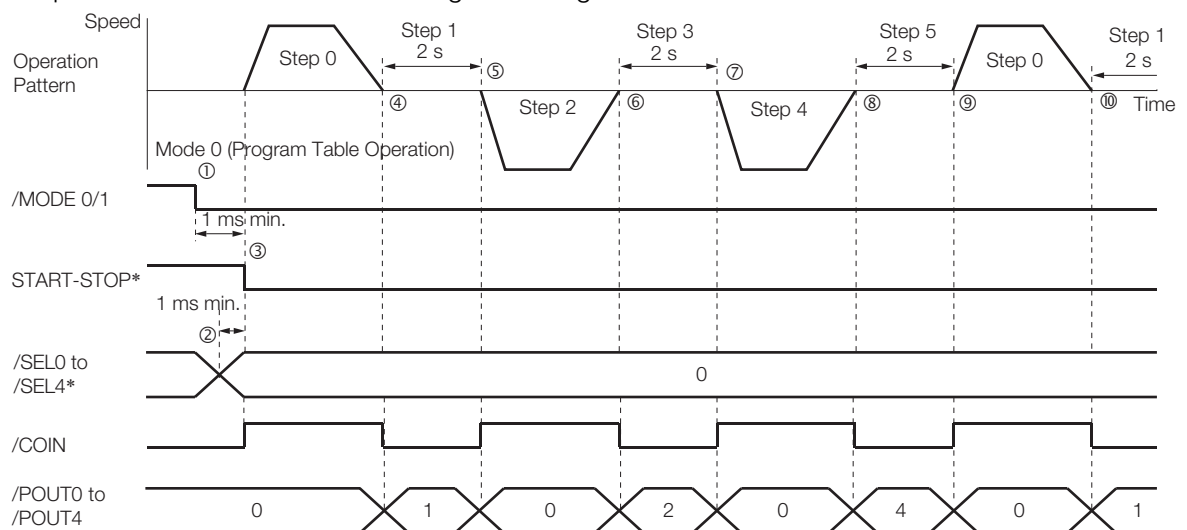 Speed
Operation
Pattern
Step 0
Step 1
2 s
Step 2
Step 3
2 s
Step 4
Step 5
2 s
Step 0
Step 1
2 s
④
⑤
⑥
⑦
⑧
⑨
⑩
Time
Mode 0 (Program Table Operation)
①
/MODE 0/1
1 ms min.
③
START-STOP*
1 ms min.
②
/SEL0 to
/SEL4*
0
/COIN
/POUT0 to
/POUT4
0
1
0
2
0
4
0
1